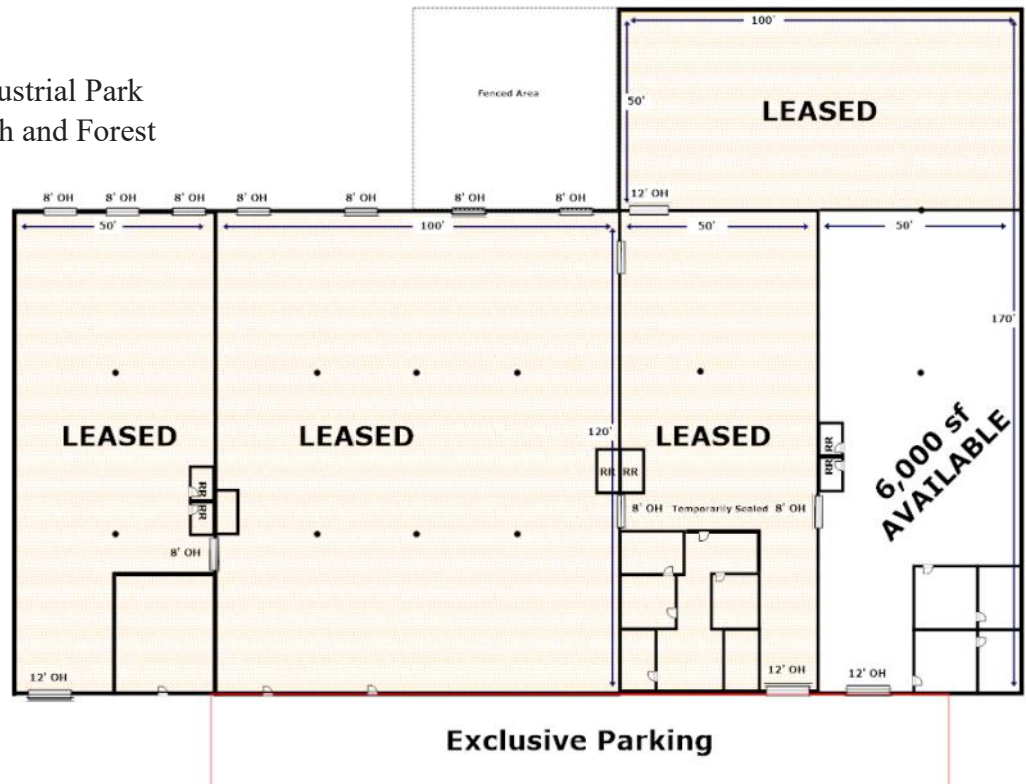 ustrial Park
h and Forest
100'
Fenced Area
50'
LEASED
12' OH
8' OH 8' OH 8' OH 8' OH 8' OH 8' OH 8' OH
50' 100' 50' 50'
170'
LEASED LEASED 120' LEASED
6,000 sf
AVAILABLE
RR
RR
RR RR
RR
RR
8' OH Temporarily Sealed 8' OH
8' OH
12' OH 12' OH 12' OH
Exclusive Parking